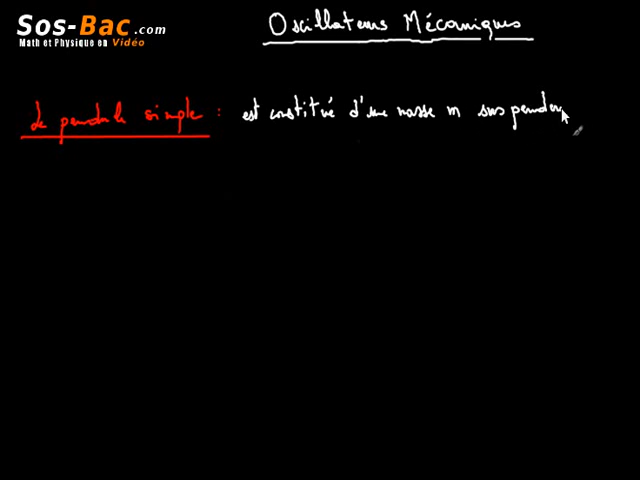 Sos-Bac.com
Math et Physique en Vidéo
Oscillateurs Mécaniques
Le pendule simple : est constitué d'une masse m suspendu